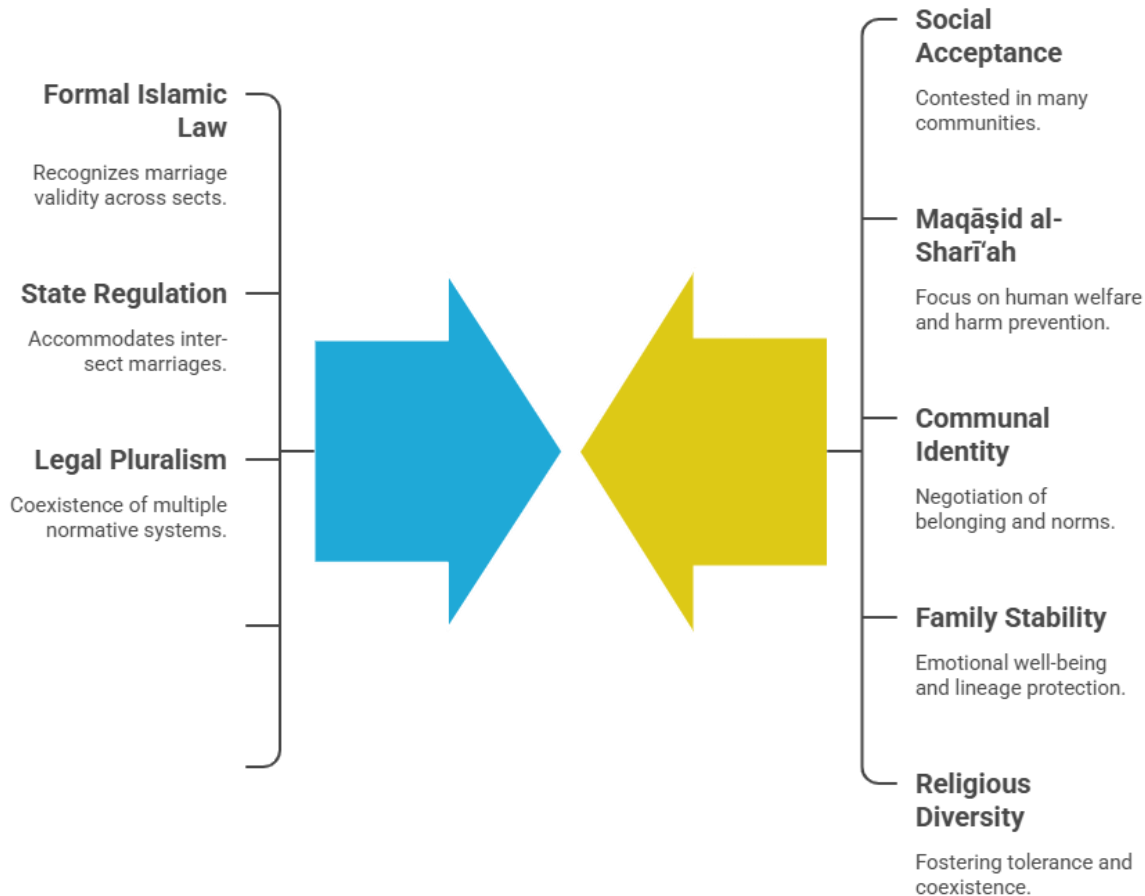 Formal Islamic
Law
Recognizes marriage
validity across sects.
State Regulation
Accommodates inter-
sect marriages.
Legal Pluralism
Coexistence of multiple
normative systems.
Social
Acceptance
Contested in many
communities.
Maqāṣid al-
Sharī‘ah
Focus on human welfare
and harm prevention.
Communal
Identity
Negotiation of
belonging and norms.
Family Stability
Emotional well-being
and lineage protection.
Religious
Diversity
Fostering tolerance and
coexistence.